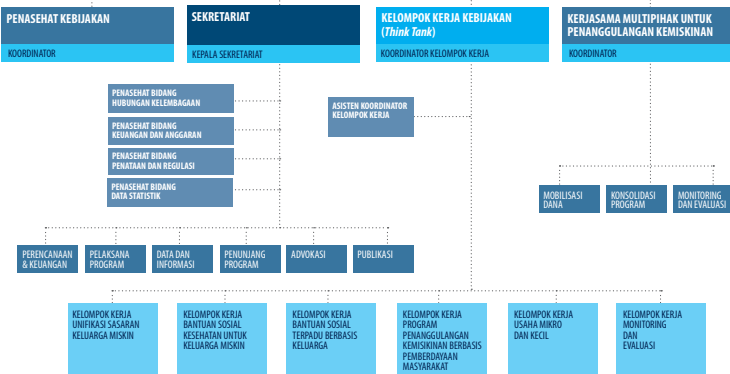 PENASEHAT KEBIJAKAN
KOORDINATOR
SEKRETARIAT
KEPALA SEKRETARIAT
KELOMPOK KERJA KEBIJAKAN
(Think Tank)
KOORDINATOR KELOMPOK KERJA
KERJASAMA MULTIPIHAK UNTUK
PENANGGULANGAN KEMISKINAN
KOORDINATOR
PENASEHAT BIDANG
HUBUNGAN KELEMBAGAAN
PENASEHAT BIDANG
KEUANGAN DAN ANGGARAN
PENASEHAT BIDANG
PENATAAN DAN REGULASI
PENASEHAT BIDANG
DATA STATISTIK
ASISTEN KOORDINATOR
KELOMPOK KERJA
MOBILISASI
DANA
KONSOLIDASI
PROGRAM
MONITORING
DAN EVALUASI
PERENCANAAN
& KEUANGAN
PELAKSANA
PROGRAM
DATA DAN
INFORMASI
PENUNJANG
PROGRAM
ADVOKASI
PUBLIKASI
KELOMPOK KERJA
UNIFIKASI SASARAN
KELUARGA MISKIN
KELOMPOK KERJA
BANTUAN SOSIAL
KESEHATAN UNTUK
KELUARGA MISKIN
KELOMPOK KERJA
BANTUAN SOSIAL
TERPADU BERBASIS
KELUARGA
KELOMPOK KERJA
PROGRAM
PENANGGULANGAN
KEMISIKINAN BERBASIS
PEMBERDAYAAN
MASYARAKAT
KELOMPOK KERJA
USAHA MIKRO
DAN KECIL
KELOMPOK KERJA
MONITORING
DAN
EVALUASI